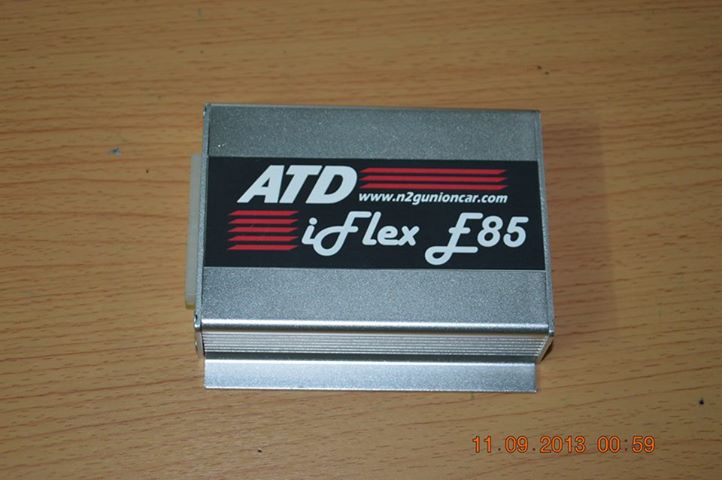 ATD
www.n2gunioncar.com
iFlex E85
11.09.2013 00:59